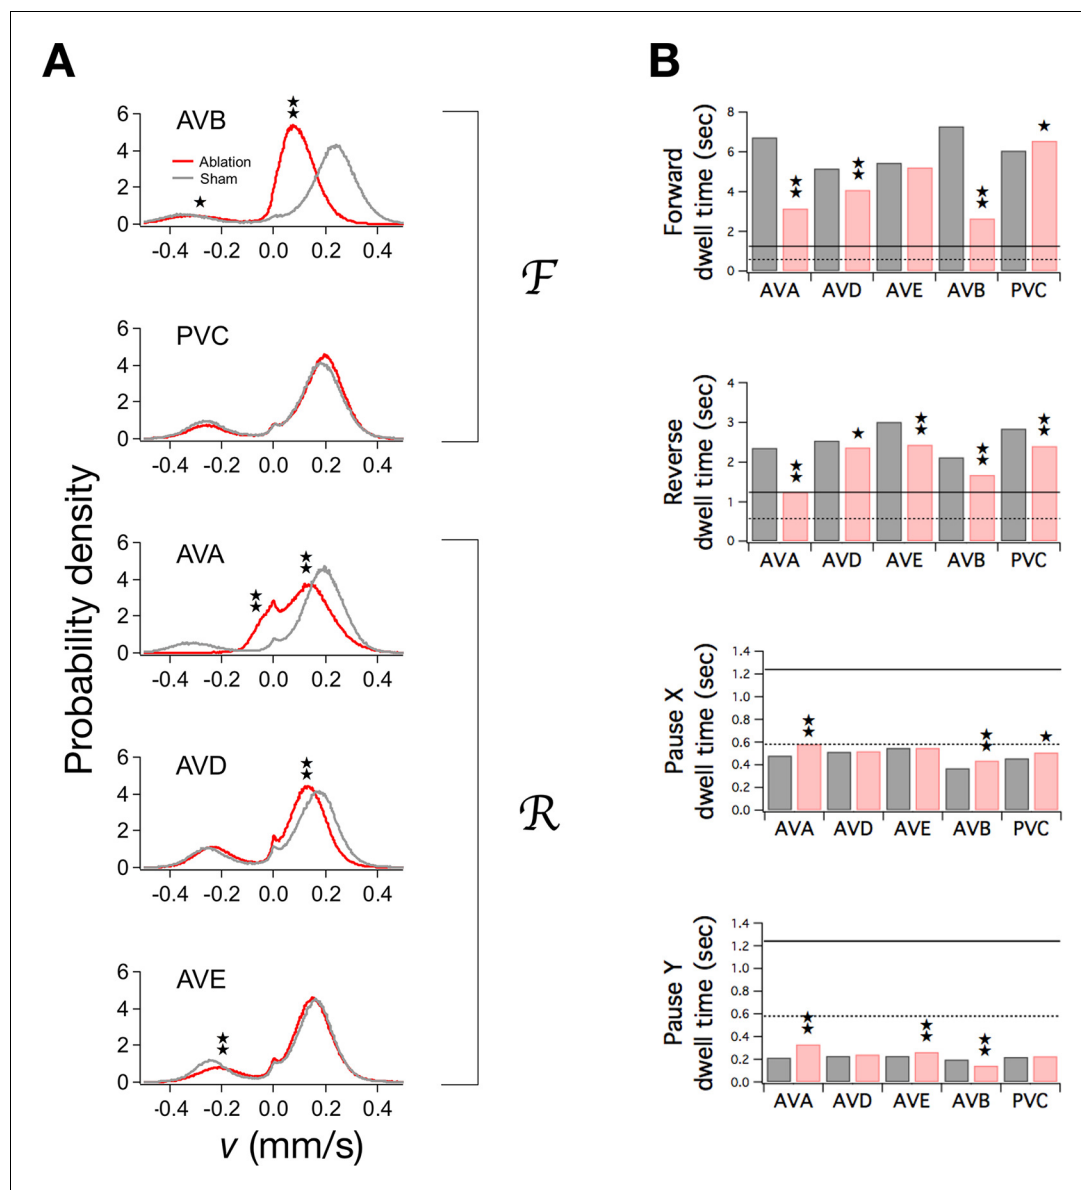 A
AVB
Ablation
Sham
6
4
2
0
-0.4 -0.2 0.0 0.2 0.4
PVC
6
4
2
0
-0.4 -0.2 0.0 0.2 0.4
ℱ
AVA
6
4
2
0
-0.4 -0.2 0.0 0.2 0.4
AVD
6
4
2
0
-0.4 -0.2 0.0 0.2 0.4
AVE
6
4
2
0
-0.4 -0.2 0.0 0.2 0.4
ℛ
Probability density
v (mm/s)
B
Forward
dwell time (sec)
8
6
4
2
0
AVA AVD AVE AVB PVC
Reverse
dwell time (sec)
4
3
2
1
0
AVA AVD AVE AVB PVC
Pause X
dwell time (sec)
1.4
1.2
1.0
0.8
0.6
0.4
0.2
0.0
AVA AVD AVE AVB PVC
Pause Y
dwell time (sec)
1.4
1.2
1.0
0.8
0.6
0.4
0.2
0.0
AVA AVD AVE AVB PVC